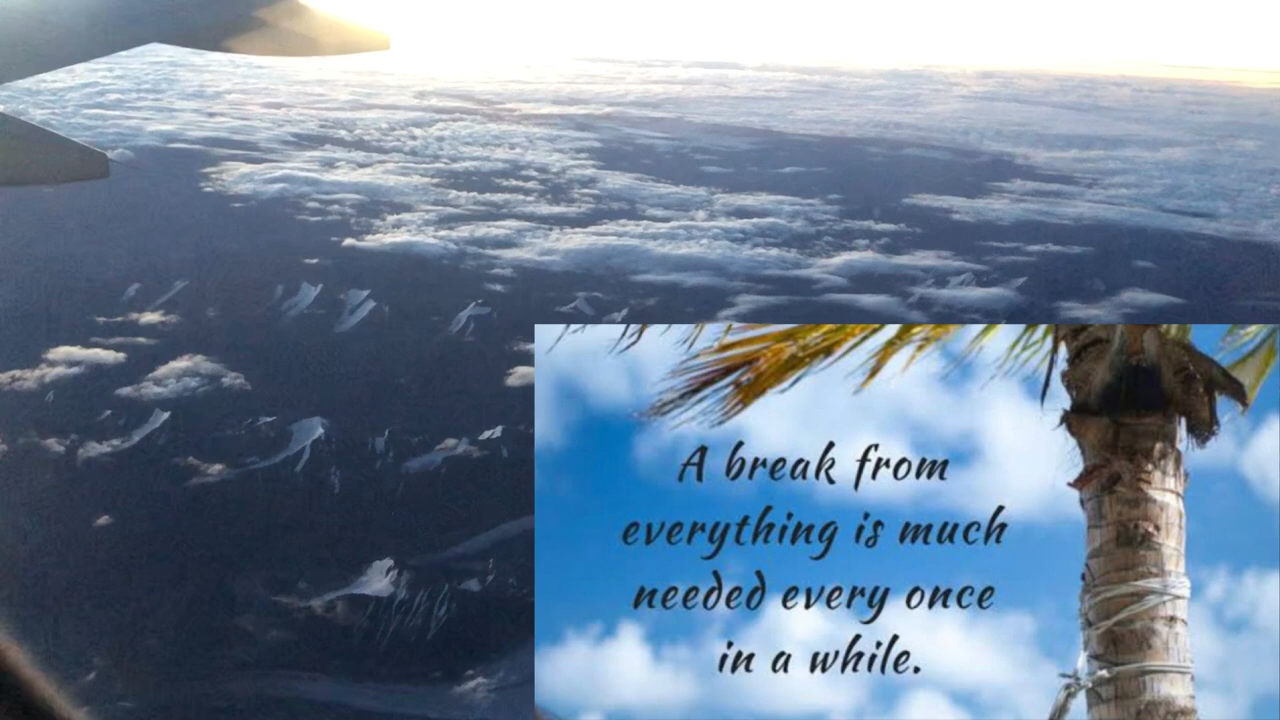 A break from
everything is much
needed every once
in a while.